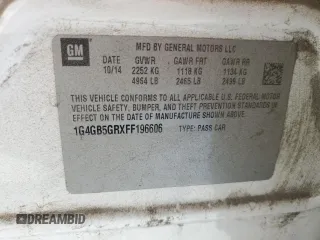 GM
MFD BY GENERAL MOTORS LLC
10/14 GVWR GAWR FRT GAWR RR
2252 KG 1118 KG 1134 KG
4964 LB 2465 LB 2499 LB
THIS VEHICLE CONFORMS TO ALL APPLICABLE U.S. FEDERAL MOTOR
VEHICLE SAFETY, BUMPER, AND THEFT PREVENTION STANDARDS
IN EFFECT ON THE DATE OF MANUFACTURE SHOWN ABOVE.
1G4GB5GRXFF196606 TYPE: PASS CAR
DREAMBID